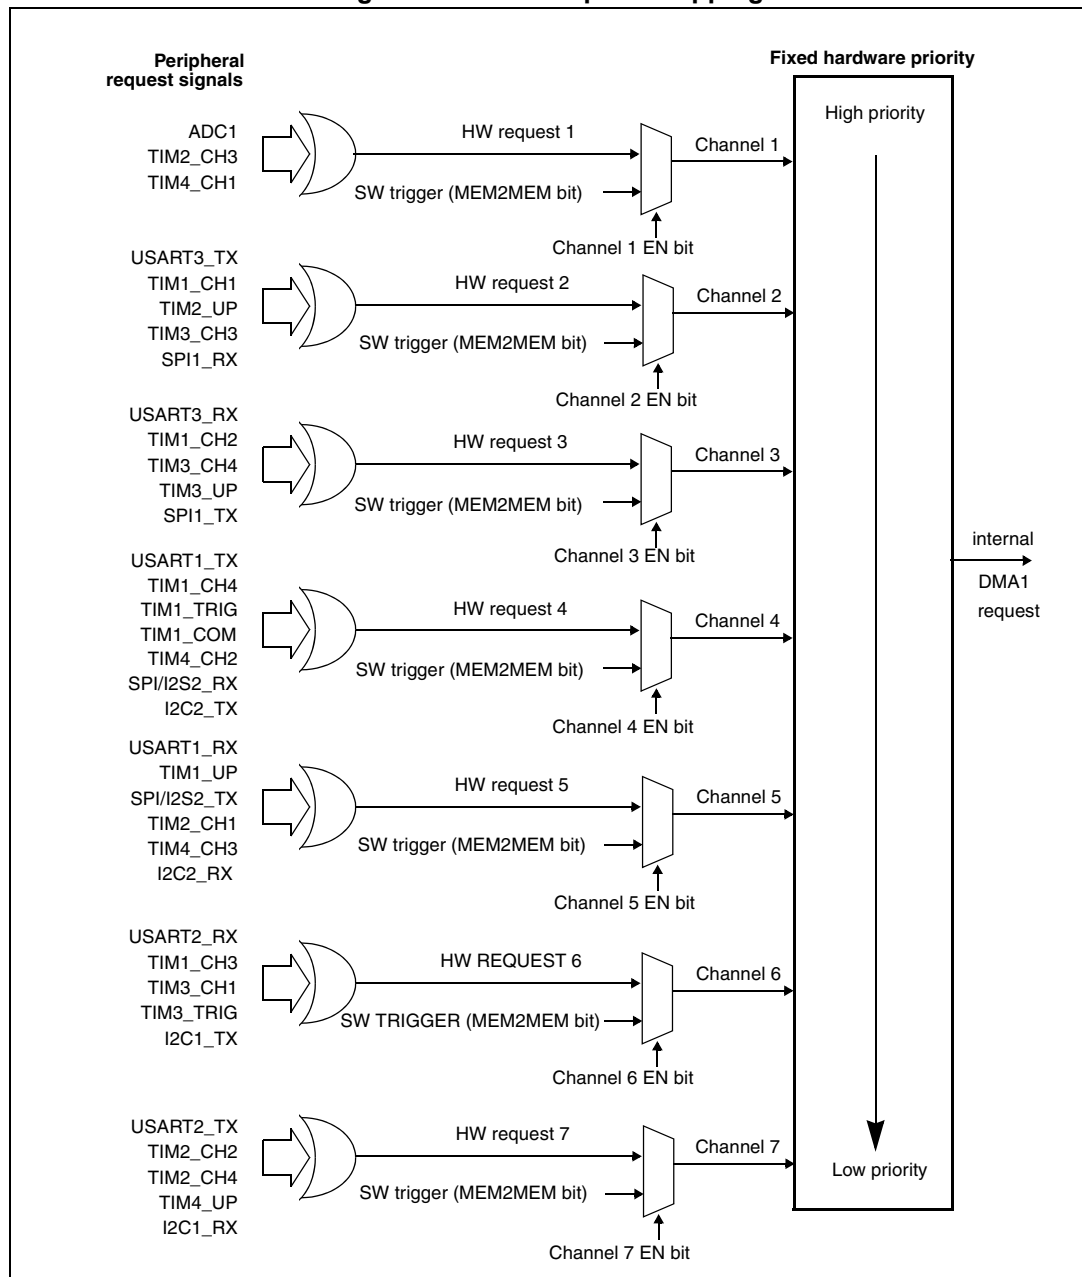 Peripheral
request signals
Fixed hardware priority
High priority
ADC1
TIM2_CH3
TIM4_CH1
HW request 1
SW trigger (MEM2MEM bit)
Channel 1
Channel 1 EN bit
USART3_TX
TIM1_CH1
TIM2_UP
TIM3_CH3
SPI1_RX
HW request 2
SW trigger (MEM2MEM bit)
Channel 2
Channel 2 EN bit
USART3_RX
TIM1_CH2
TIM3_CH4
TIM3_UP
SPI1_TX
HW request 3
SW trigger (MEM2MEM bit)
Channel 3
Channel 3 EN bit
internal
DMA1
request
USART1_TX
TIM1_CH4
TIM1_TRIG
TIM1_COM
TIM4_CH2
SPI/I2S2_RX
I2C2_TX
HW request 4
SW trigger (MEM2MEM bit)
Channel 4
Channel 4 EN bit
USART1_RX
TIM1_UP
SPI/I2S2_TX
TIM2_CH1
TIM4_CH3
I2C2_RX
HW request 5
SW trigger (MEM2MEM bit)
Channel 5
Channel 5 EN bit
USART2_RX
TIM1_CH3
TIM3_CH1
TIM3_TRIG
I2C1_TX
HW REQUEST 6
SW TRIGGER (MEM2MEM bit)
Channel 6
Channel 6 EN bit
USART2_TX
TIM2_CH2
TIM2_CH4
TIM4_UP
I2C1_RX
HW request 7
SW trigger (MEM2MEM bit)
Channel 7
Channel 7 EN bit
Low priority